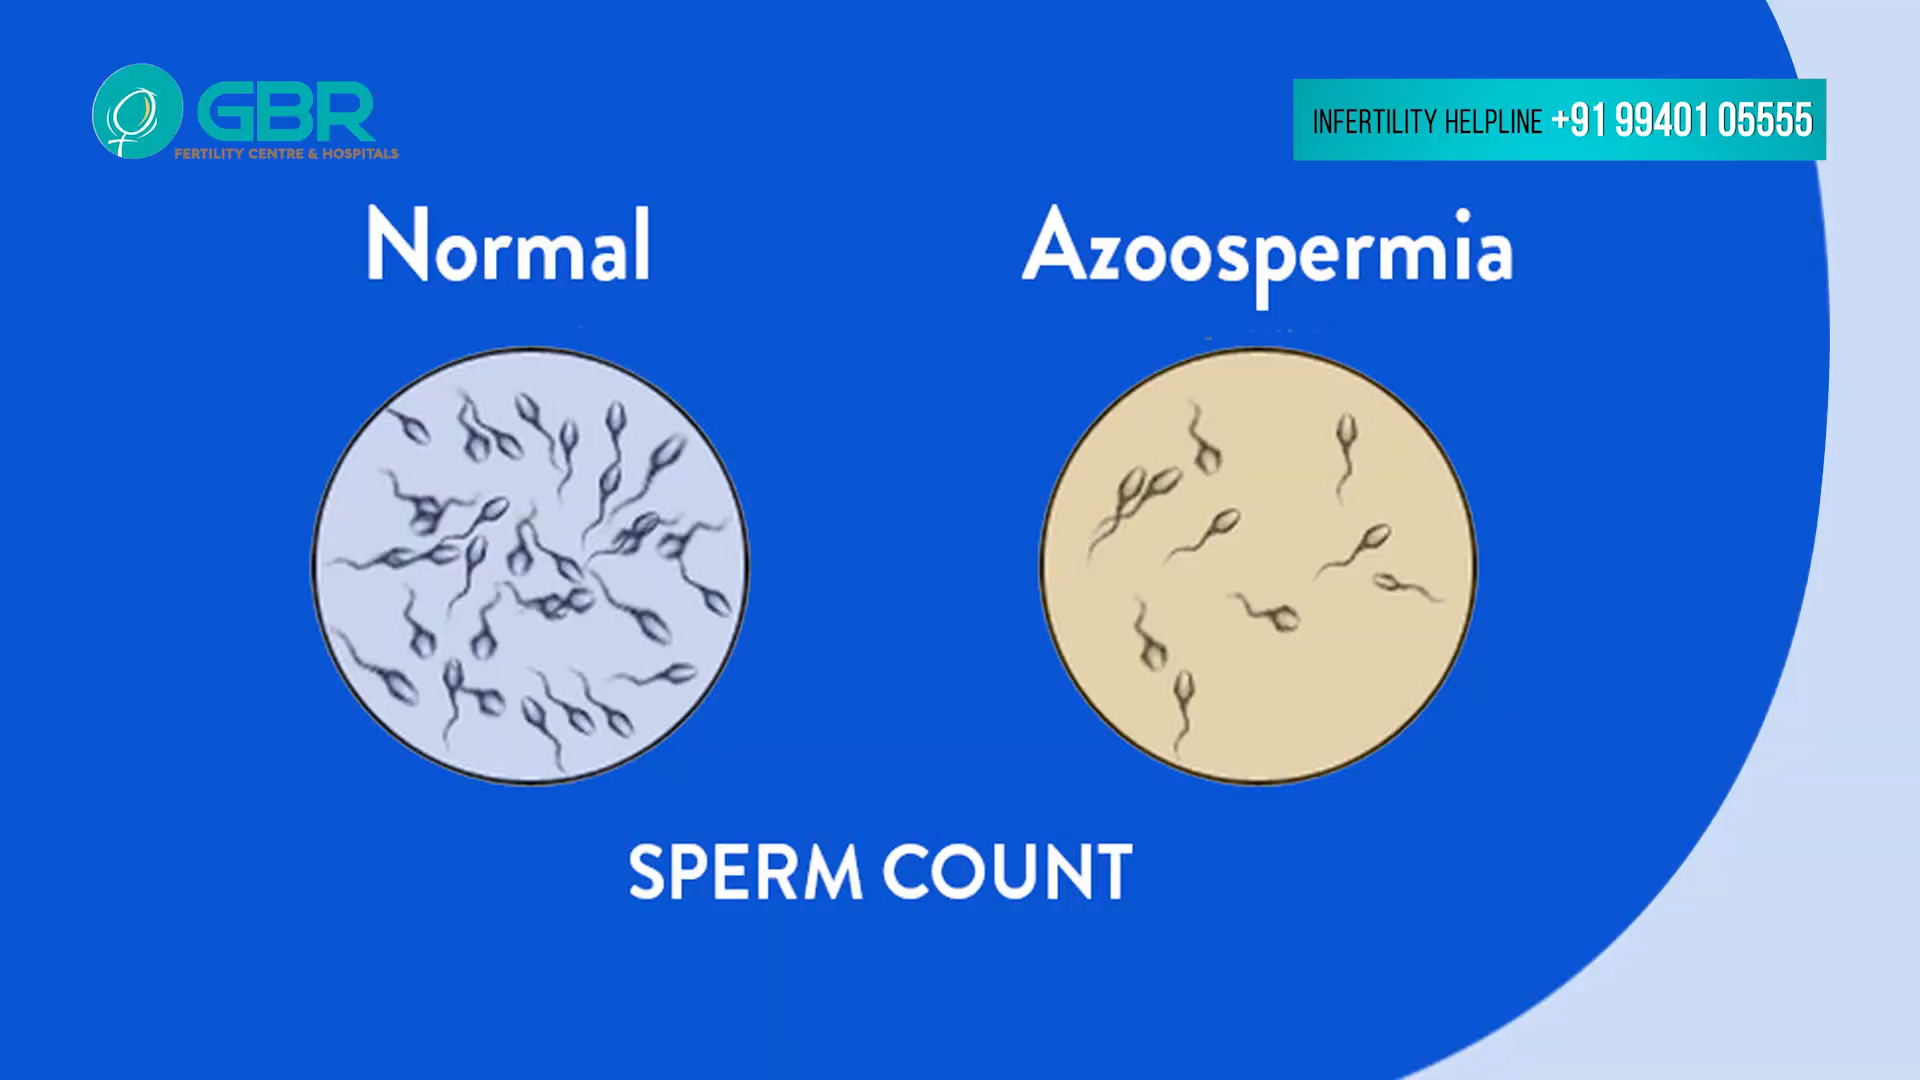 GBR
FERTILITY CENTRE & HOSPITALS
INFERTILITY HELPLINE +91 99401 05555
Normal
Azoospermia
SPERM COUNT